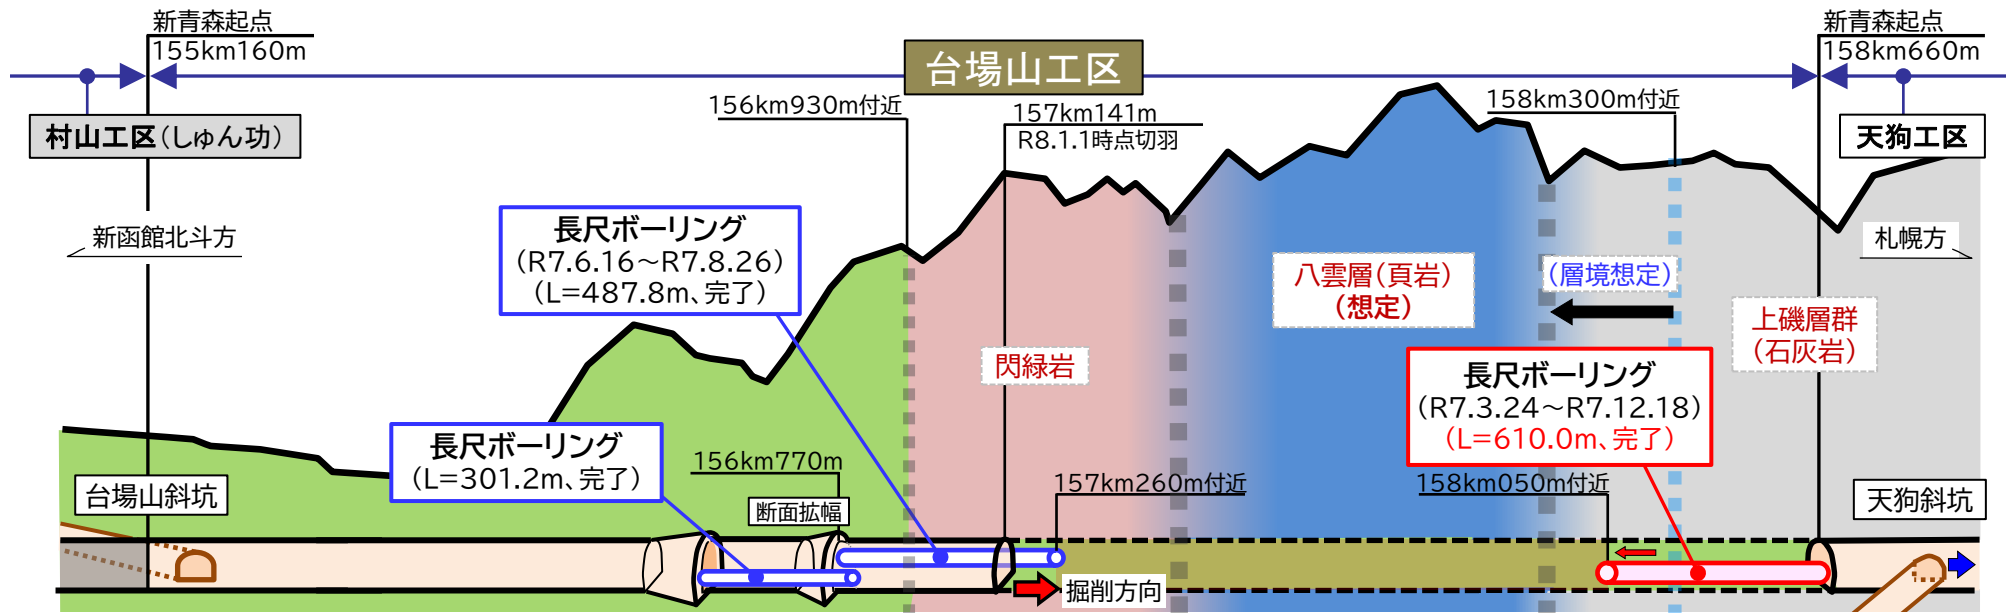 新青森起点
155km160m
台場山工区
新青森起点
158km660m
156km930m付近
157km141m
R8.1.1時点切羽
158km300m付近
村山工区(しゅん功)
天狗工区
新函館北斗方
札幌方
長尺ボーリング
(R7.6.16～R7.8.26)
(L=487.8m、完了)
八雲層(頁岩)
(想定)
(層境想定)
上磯層群
(石灰岩)
閃緑岩
長尺ボーリング
(R7.3.24～R7.12.18)
(L=610.0m、完了)
長尺ボーリング
(L=301.2m、完了)
156km770m
157km260m付近
158km050m付近
台場山斜坑
断面拡幅
天狗斜坑
掘削方向